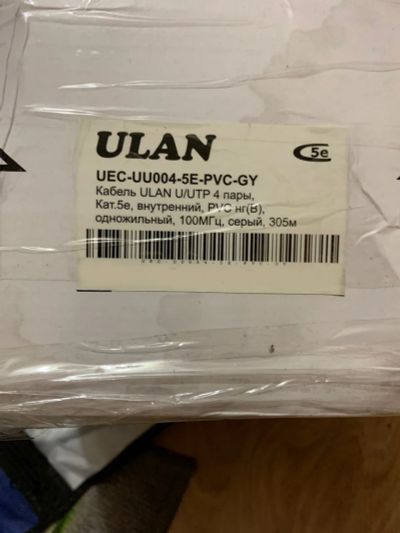 ULAN
5e
UEC-UU004-5E-PVC-GY
Кабель ULAN U/UTP 4 пары,
Кат.5е, внутренний, PVC нг(B),
одножильный, 100МГц, серый, 305м